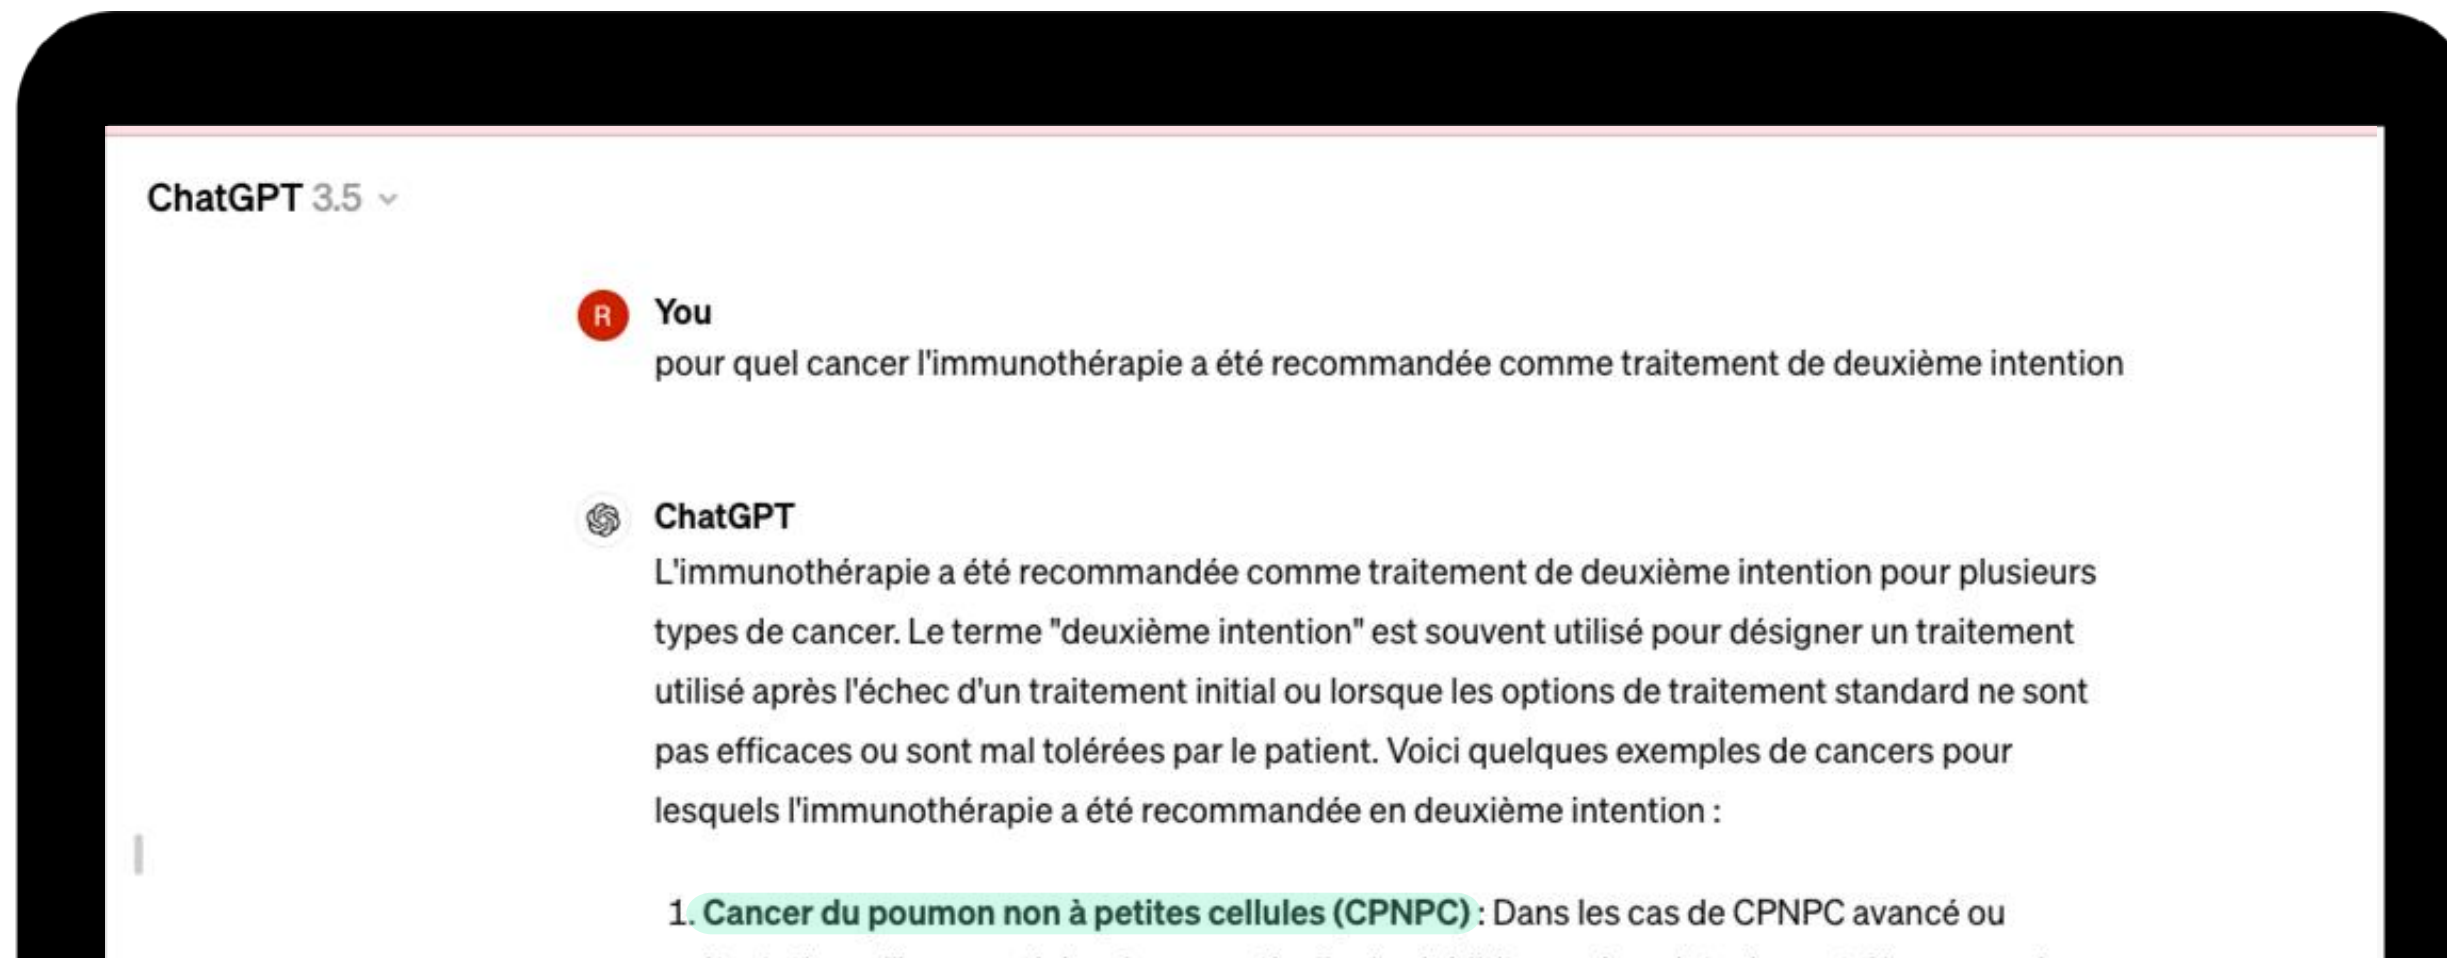 ChatGPT 3.5
R
You
pour quel cancer l'immunothérapie a été recommandée comme traitement de deuxième intention
ChatGPT
L'immunothérapie a été recommandée comme traitement de deuxième intention pour plusieurs
types de cancer. Le terme "deuxième intention" est souvent utilisé pour désigner un traitement
utilisé après l'échec d'un traitement initial ou lorsque les options de traitement standard ne sont
pas efficaces ou sont mal tolérées par le patient. Voici quelques exemples de cancers pour
lesquels l'immunothérapie a été recommandée en deuxième intention :
1. Cancer du poumon non à petites cellules (CPNPC) : Dans les cas de CPNPC avancé ou